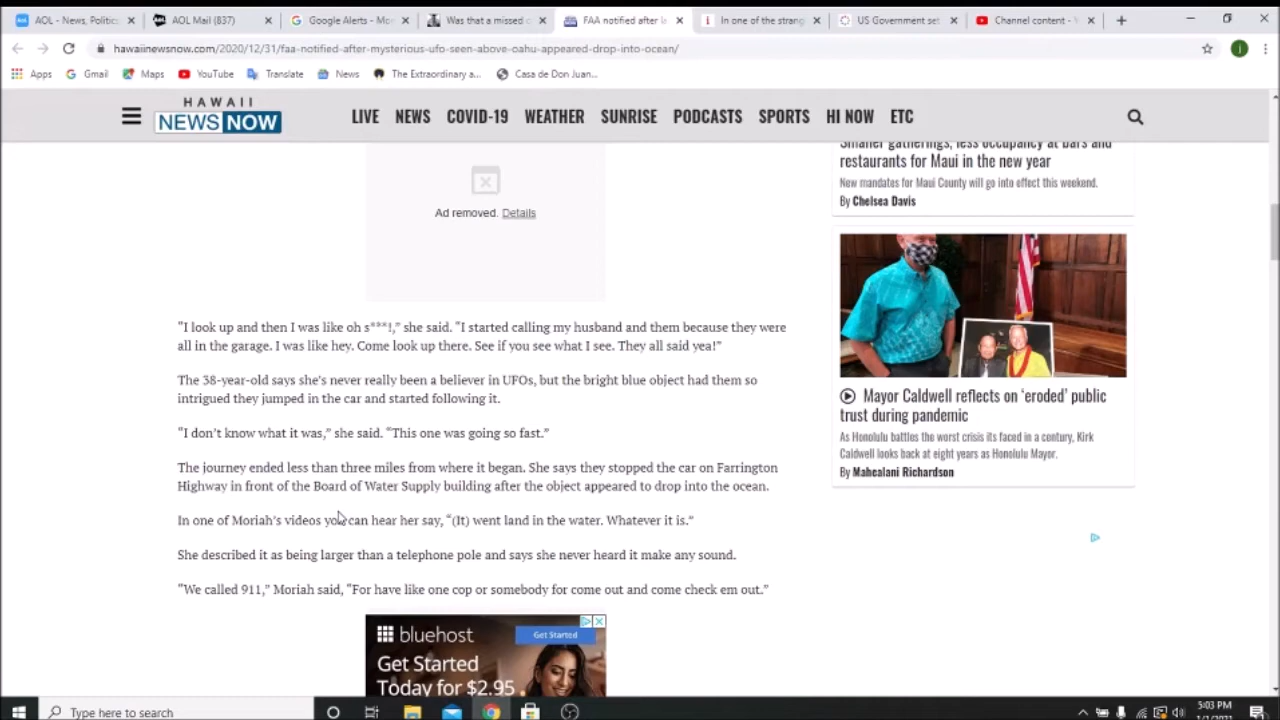 AOL - News, Politics
AOL Mail (837)
Google Alerts - Mo
Was that a missed c
FAA notified after la
In one of the strang
US Government set
Channel content - Y
hawaiinewsnow.com/2020/12/31/faa-notified-after-mysterious-ufo-seen-above-oahu-appeared-drop-into-ocean/
j
Apps
Gmail
Maps
YouTube
Translate
News
The Extraordinary a...
Casa de Don Juan...
HAWAII
NEWS NOW
LIVE
NEWS
COVID-19
WEATHER
SUNRISE
PODCASTS
SPORTS
HI NOW
ETC
Ad removed. Details
“I look up and then I was like oh s***!,” she said. “I started calling my husband and them because they were
all in the garage. I was like hey. Come look up there. See if you see what I see. They all said yea!”
The 38-year-old says she’s never really been a believer in UFOs, but the bright blue object had them so
intrigued they jumped in the car and started following it.
“I don’t know what it was,” she said. “This one was going so fast.”
The journey ended less than three miles from where it began. She says they stopped the car on Farrington
Highway in front of the Board of Water Supply building after the object appeared to drop into the ocean.
In one of Moriah’s videos you can hear her say, “(It) went land in the water. Whatever it is.”
She described it as being larger than a telephone pole and says she never heard it make any sound.
“We called 911,” Moriah said, “For have like one cop or somebody for come out and come check em out.”
bluehost
Get Started
Get Started
Today for $2.95
Smaller gatherings, less occupancy at bars and
restaurants for Maui in the new year
New mandates for Maui County will go into effect this weekend.
By Chelsea Davis
Mayor Caldwell reflects on ‘eroded’ public
trust during pandemic
As Honolulu battles the worst crisis its faced in a century, Kirk
Caldwell looks back at eight years as Honolulu Mayor.
By Mahealani Richardson
Type here to search
5:03 PM
1/1/2021